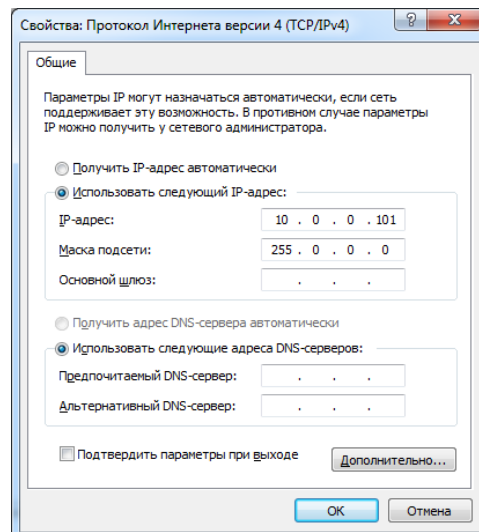 Свойства: Протокол Интернета версии 4 (TCP/IPv4)
?
Общие
Параметры IP могут назначаться автоматически, если сеть
поддерживает эту возможность. В противном случае параметры
IP можно получить у сетевого администратора.
Получить IP-адрес автоматически
Использовать следующий IP-адрес:
IP-адрес: 10 . 0 . 0 . 101
Маска подсети: 255 . 0 . 0 . 0
Основной шлюз: . . .
Получить адрес DNS-сервера автоматически
Использовать следующие адреса DNS-серверов:
Предпочитаемый DNS-сервер: . . .
Альтернативный DNS-сервер: . . .
Подтвердить параметры при выходе
Дополнительно...
ОК
Отмена